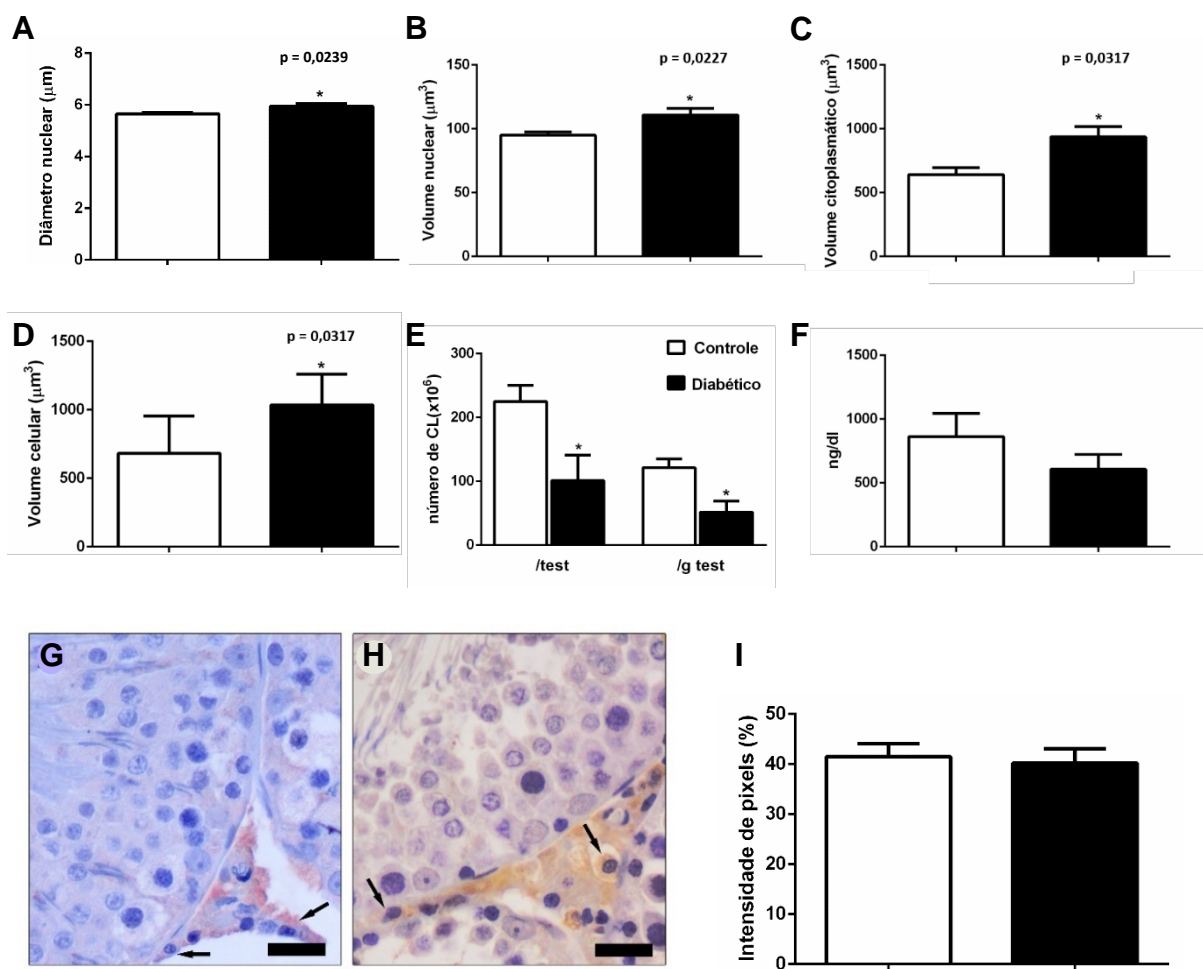 A
Diâmetro nuclear (μm)
8
6
4
2
0
p = 0,0239
*
B
Volume nuclear (μm³)
150
100
50
0
p = 0,0227
*
C
Volume citoplasmático (μm³)
1500
1000
500
0
p = 0,0317
*
D
Volume celular (μm³)
1500
1000
500
0
p = 0,0317
*
E
número de CL(x10⁶)
300
200
100
0
Controle
Diabético
*
*
/test
/g test
F
ng/dl
1500
1000
500
0
G
H
I
Intensidade de pixels (%)
50
40
30
20
10
0